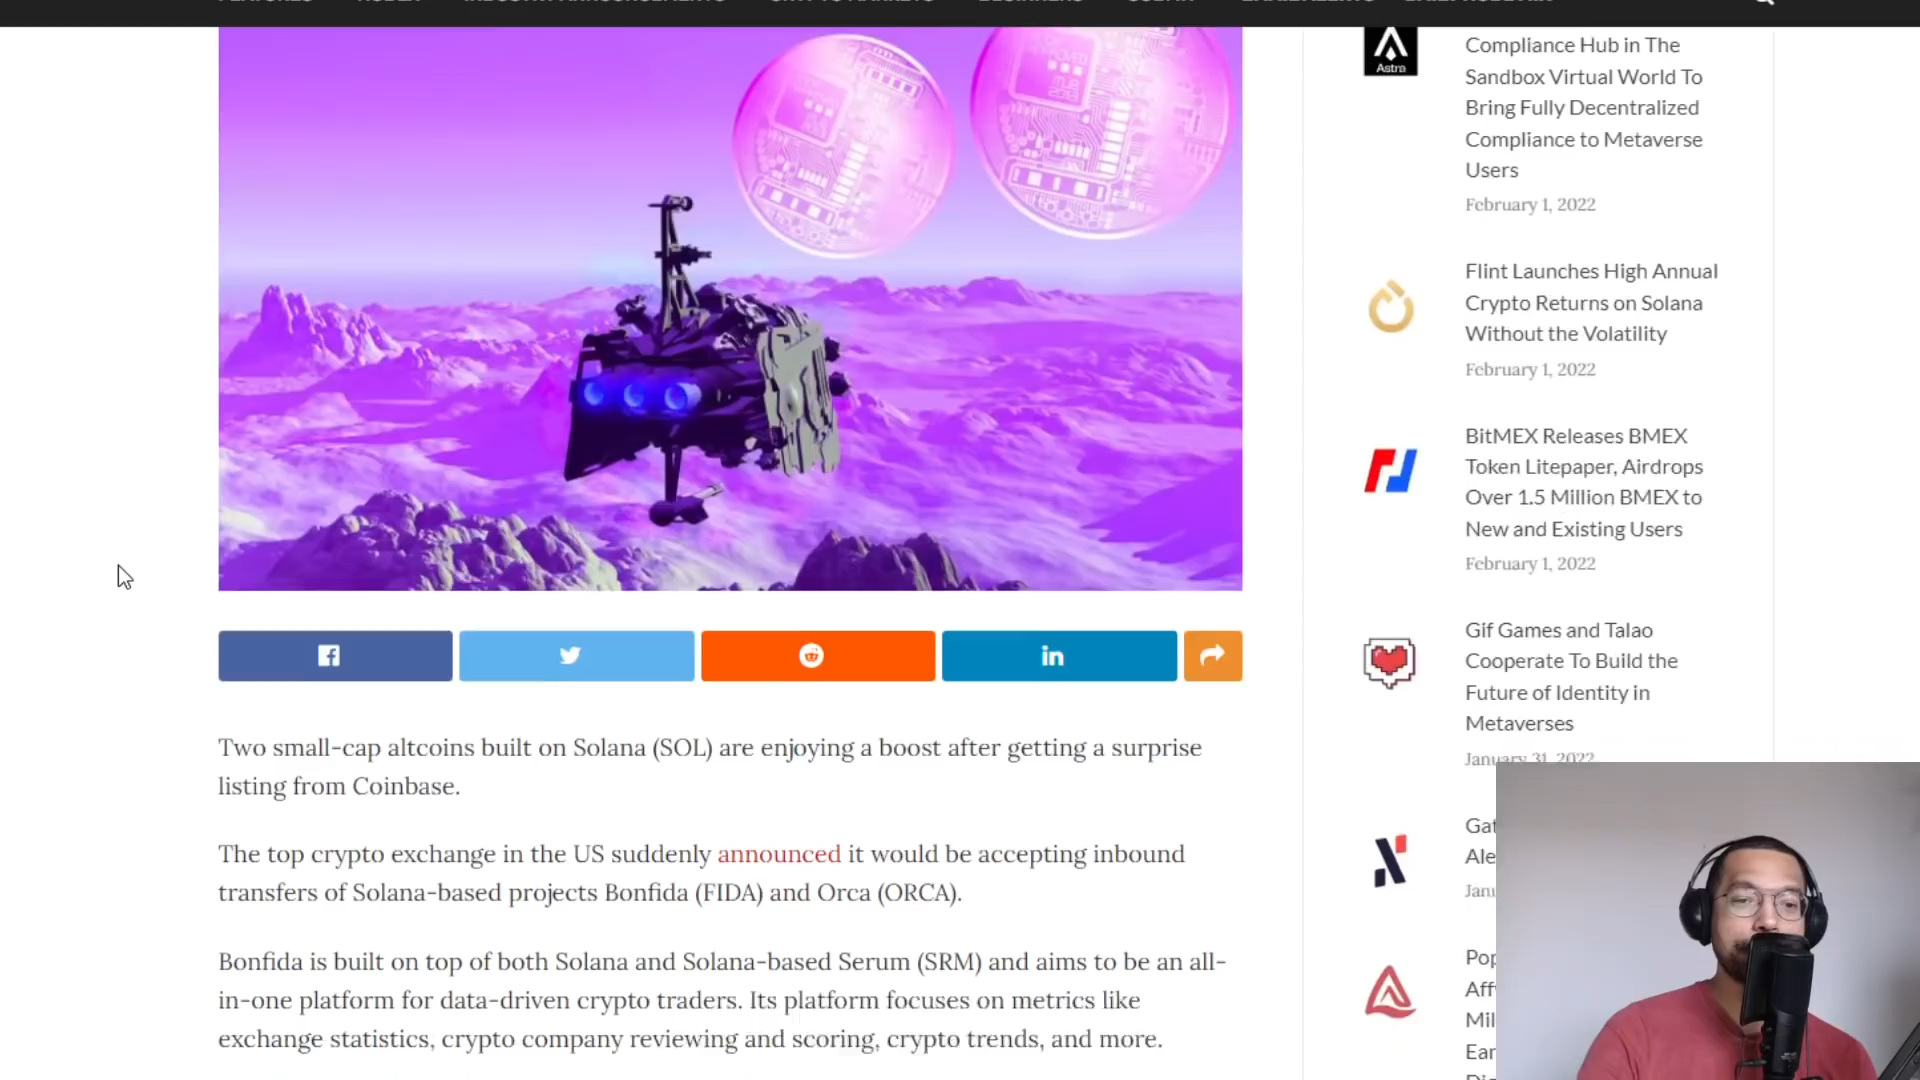 Astra
Compliance Hub in The
Sandbox Virtual World To
Bring Fully Decentralized
Compliance to Metaverse
Users
February 1, 2022
Flint Launches High Annual
Crypto Returns on Solana
Without the Volatility
February 1, 2022
BitMEX Releases BMEX
Token Litepaper, Airdrops
Over 1.5 Million BMEX to
New and Existing Users
February 1, 2022
Gif Games and Talao
Cooperate To Build the
Future of Identity in
Metaverses
January 31, 2022
in
Two small-cap altcoins built on Solana (SOL) are enjoying a boost after getting a surprise
listing from Coinbase.
The top crypto exchange in the US suddenly announced it would be accepting inbound
transfers of Solana-based projects Bonfida (FIDA) and Orca (ORCA).
Bonfida is built on top of both Solana and Solana-based Serum (SRM) and aims to be an all-
in-one platform for data-driven crypto traders. Its platform focuses on metrics like
exchange statistics, crypto company reviewing and scoring, crypto trends, and more.